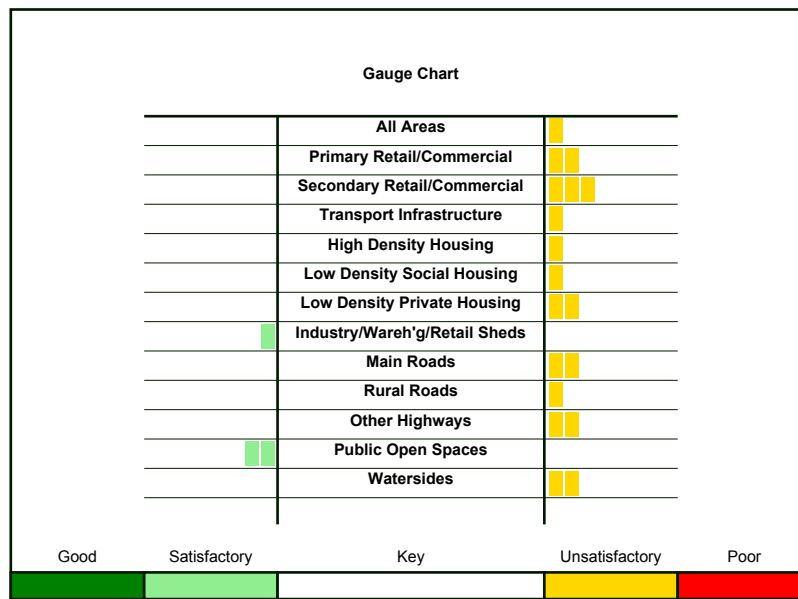 Gauge Chart
All Areas
Primary Retail/Commercial
Secondary Retail/Commercial
Transport Infrastructure
High Density Housing
Low Density Social Housing
Low Density Private Housing
Industry/Wareh'g/Retail Sheds
Main Roads
Rural Roads
Other Highways
Public Open Spaces
Watersides
Good Satisfactory Key Unsatisfactory Poor